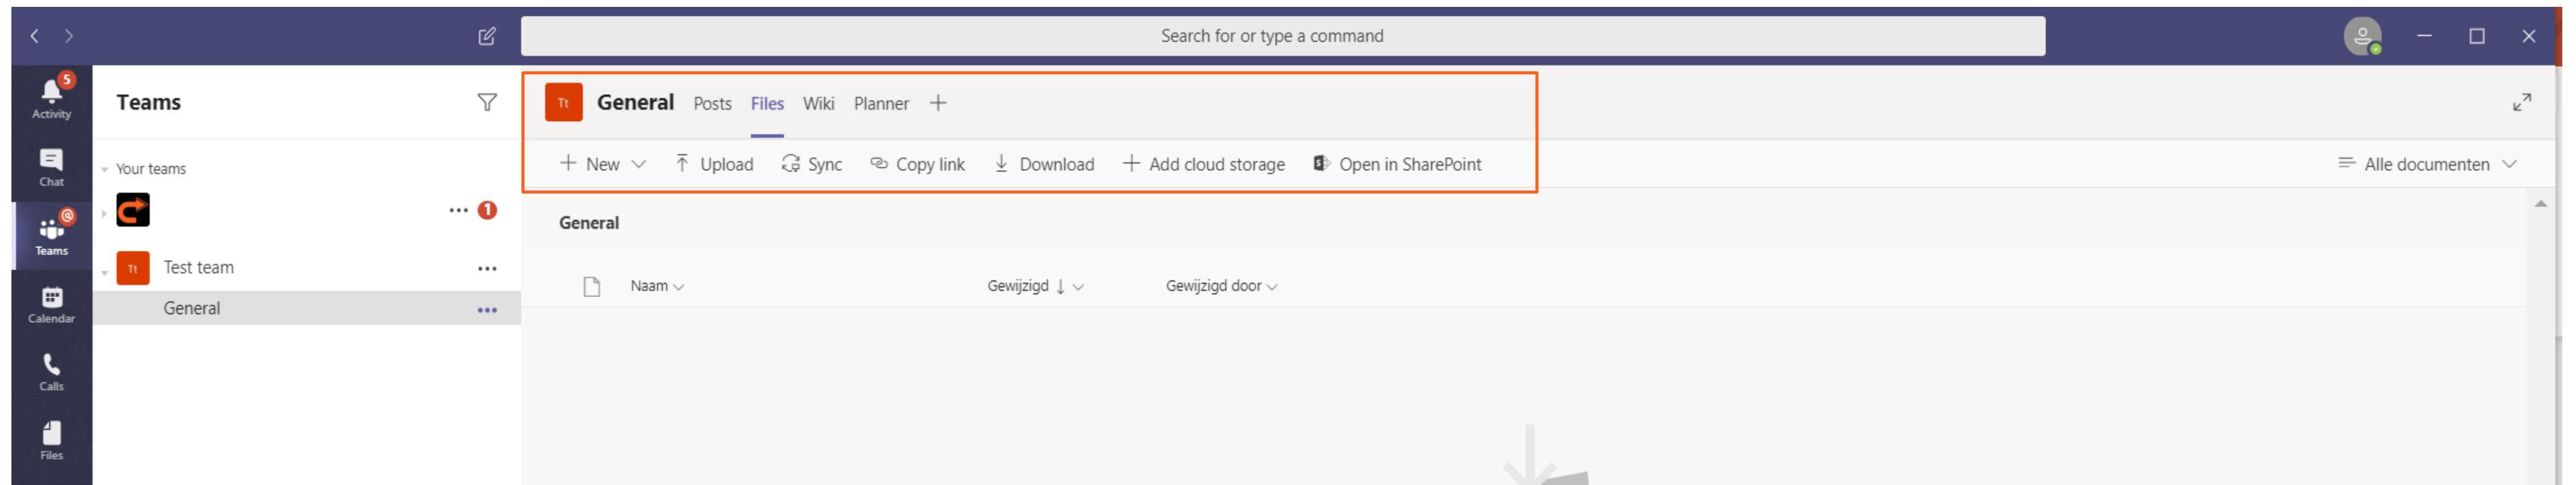 Search for or type a command
5
Activity
Chat
@
Teams
Calendar
Calls
Files
Teams
Your teams
1
Tt Test team
General
Tt General Posts Files Wiki Planner
New Upload Sync Copy link Download Add cloud storage Open in SharePoint Alle documenten
General
Naam Gewijzigd Gewijzigd door